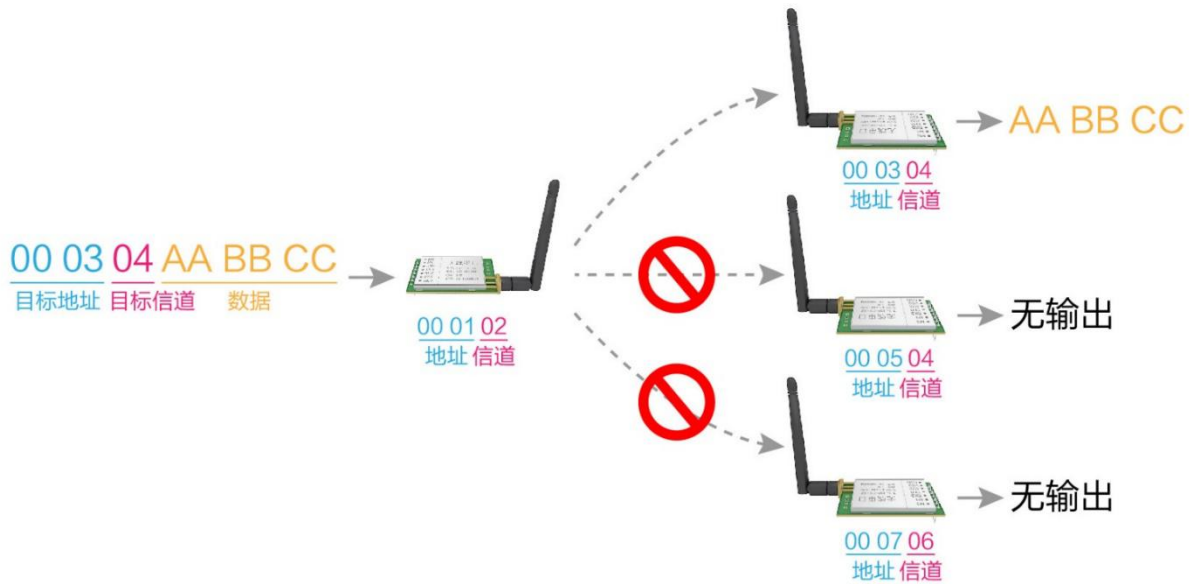 00 03 04 AA BB CC
目标地址 目标信道 数据
00 01 02
地址 信道
AA BB CC
00 03 04
地址 信道
无输出
00 05 04
地址 信道
无输出
00 07 06
地址 信道